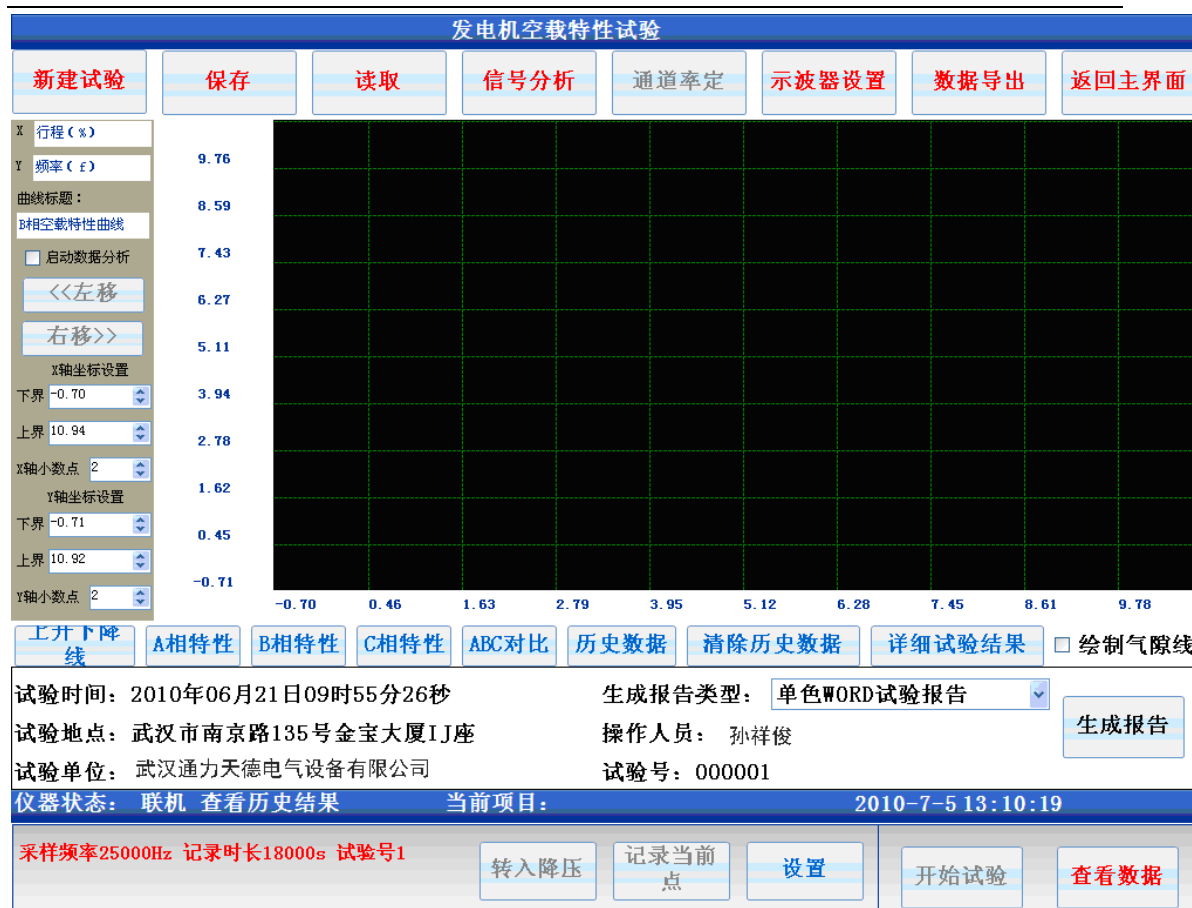 发电机空载特性试验
新建试验 保存 读取 信号分析 通道率定 示波器设置 数据导出 返回主界面
X 行程(%)
Y 频率(f)
曲线标题：
B相空载特性曲线
启动数据分析
<<左移
右移>>
X轴坐标设置
下界 -0.70
上界 10.94
X轴小数点 2
Y轴坐标设置
下界 -0.71
上界 10.92
Y轴小数点 2
9.76
8.59
7.43
6.27
5.11
3.94
2.78
1.62
0.45
-0.71
-0.70 0.46 1.63 2.79 3.95 5.12 6.28 7.45 8.61 9.78
上升下降
线
A相特性 B相特性 C相特性 ABC对比 历史数据 清除历史数据 详细试验结果 绘制气隙线
试验时间：2010年06月21日09时55分26秒 生成报告类型：单色WORD试验报告
试验地点：武汉市南京路135号金宝大厦IJ座 操作人员：孙祥俊
生成报告
试验单位：武汉通力天德电气设备有限公司 试验号：000001
仪器状态： 联机 查看历史结果 当前项目： 2010-7-5 13:10:19
采样频率25000Hz 记录时长18000s 试验号1
转入降压
记录当前
点
设置 开始试验 查看数据